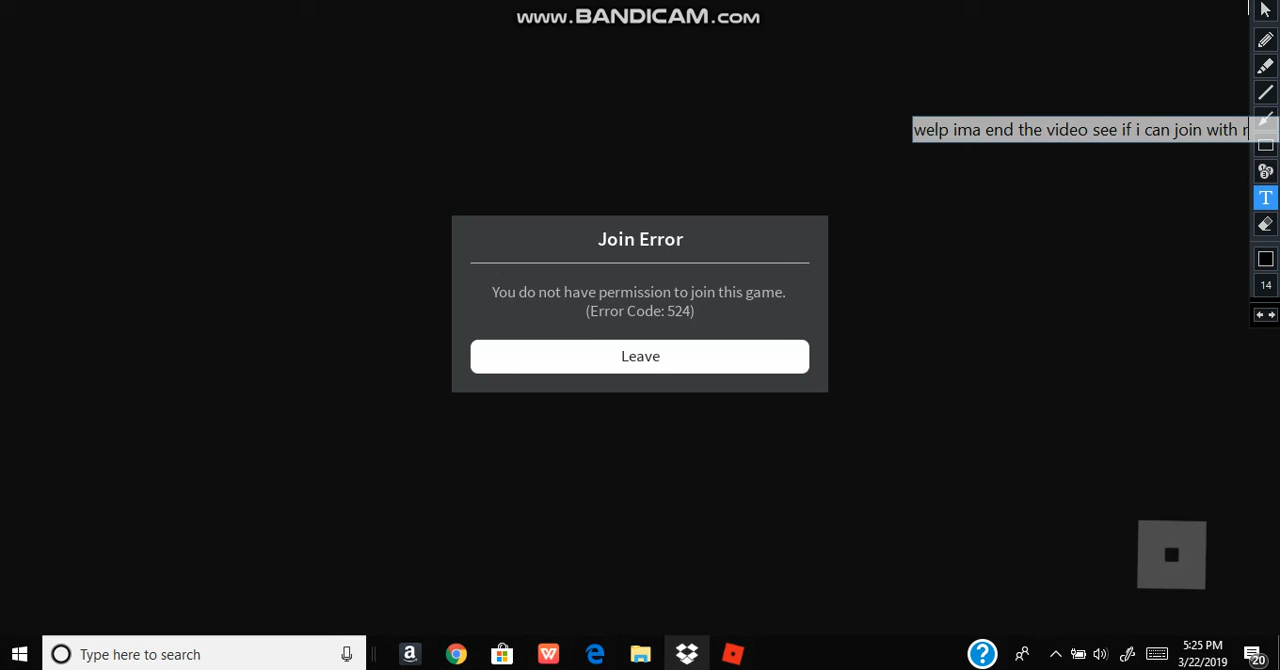 www.BANDICAM.com
welp ima end the video see if i can join with
Join Error
You do not have permission to join this game.
(Error Code: 524)
Leave
T
14
Type here to search
5:25 PM
3/22/2019
20